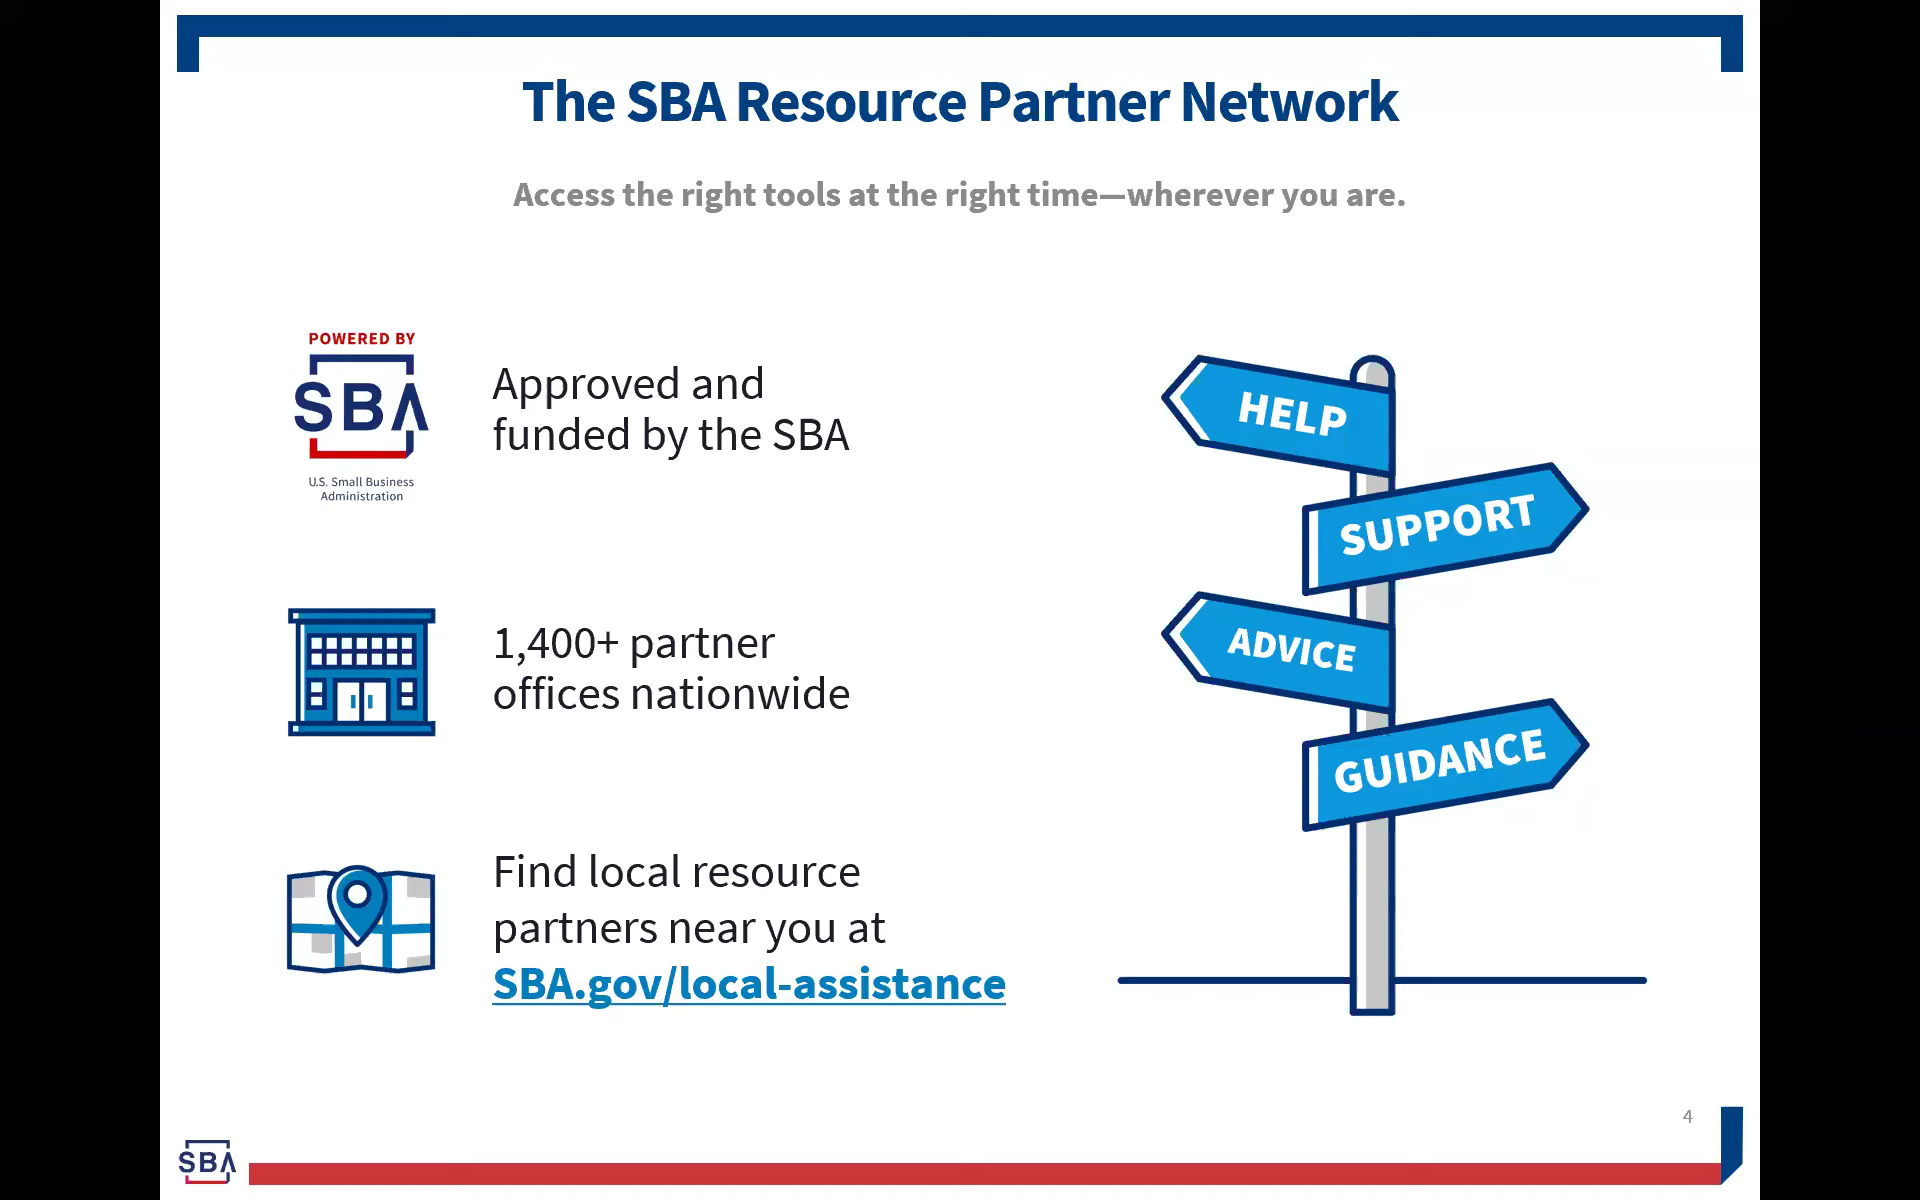 The SBA Resource Partner Network
Access the right tools at the right time—wherever you are.
POWERED BY
SBA
U.S. Small Business
Administration
Approved and
funded by the SBA
1,400+ partner
offices nationwide
Find local resource
partners near you at
SBA.gov/local-assistance
HELP
SUPPORT
ADVICE
GUIDANCE
4
SBA